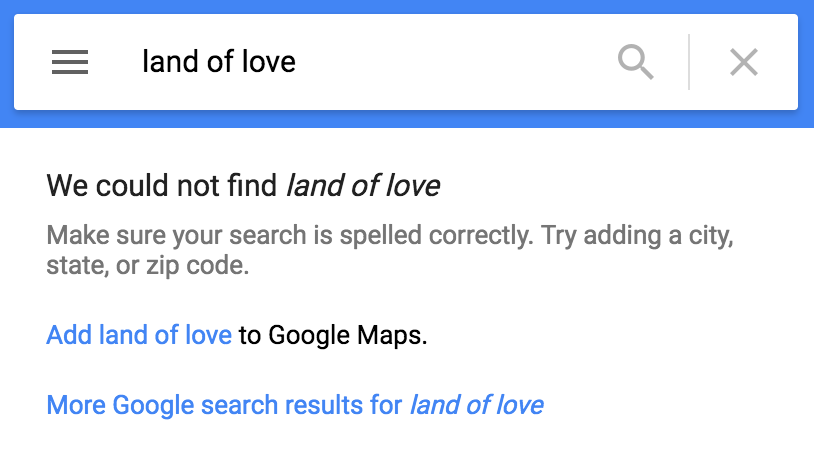 land of love
We could not find land of love
Make sure your search is spelled correctly. Try adding a city,
state, or zip code.
Add land of love to Google Maps.
More Google search results for land of love